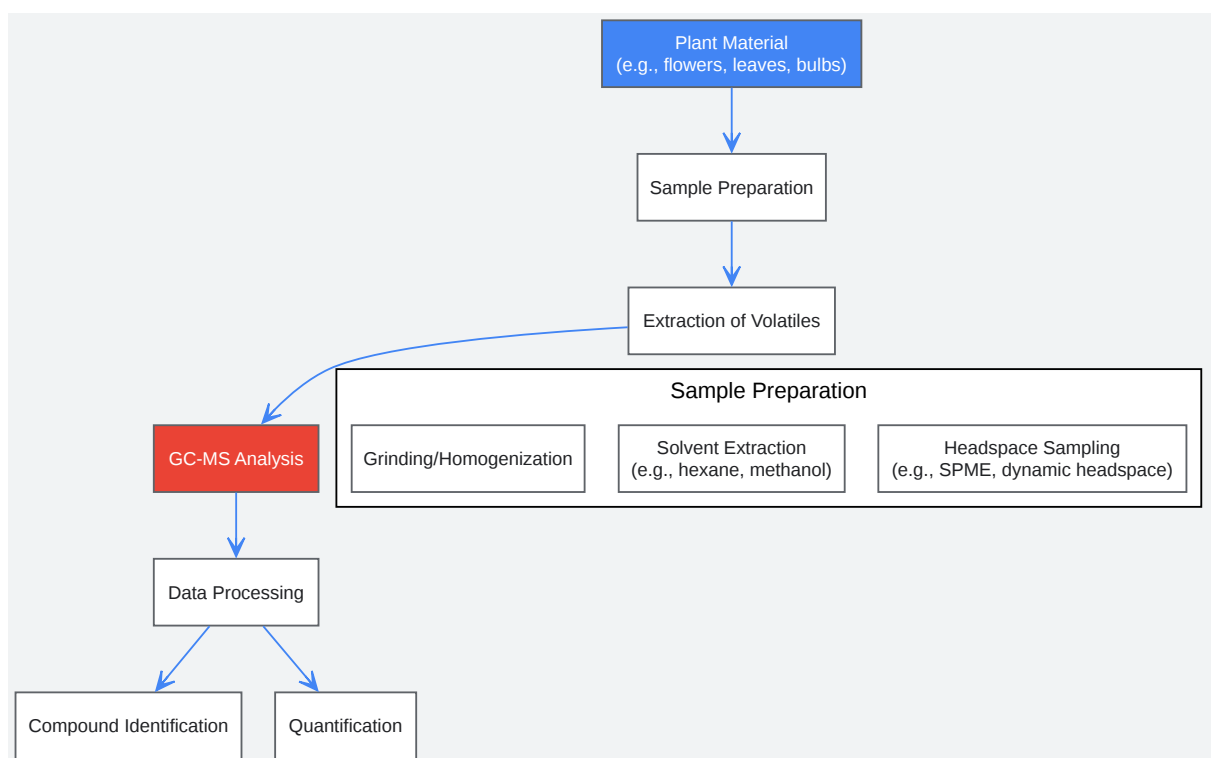 Plant Material
(e.g., flowers, leaves, bulbs)
Sample Preparation
Extraction of Volatiles
Sample Preparation
GC-MS Analysis
Grinding/Homogenization
Solvent Extraction
(e.g., hexane, methanol)
Headspace Sampling
(e.g., SPME, dynamic headspace)
Data Processing
Compound Identification
Quantification